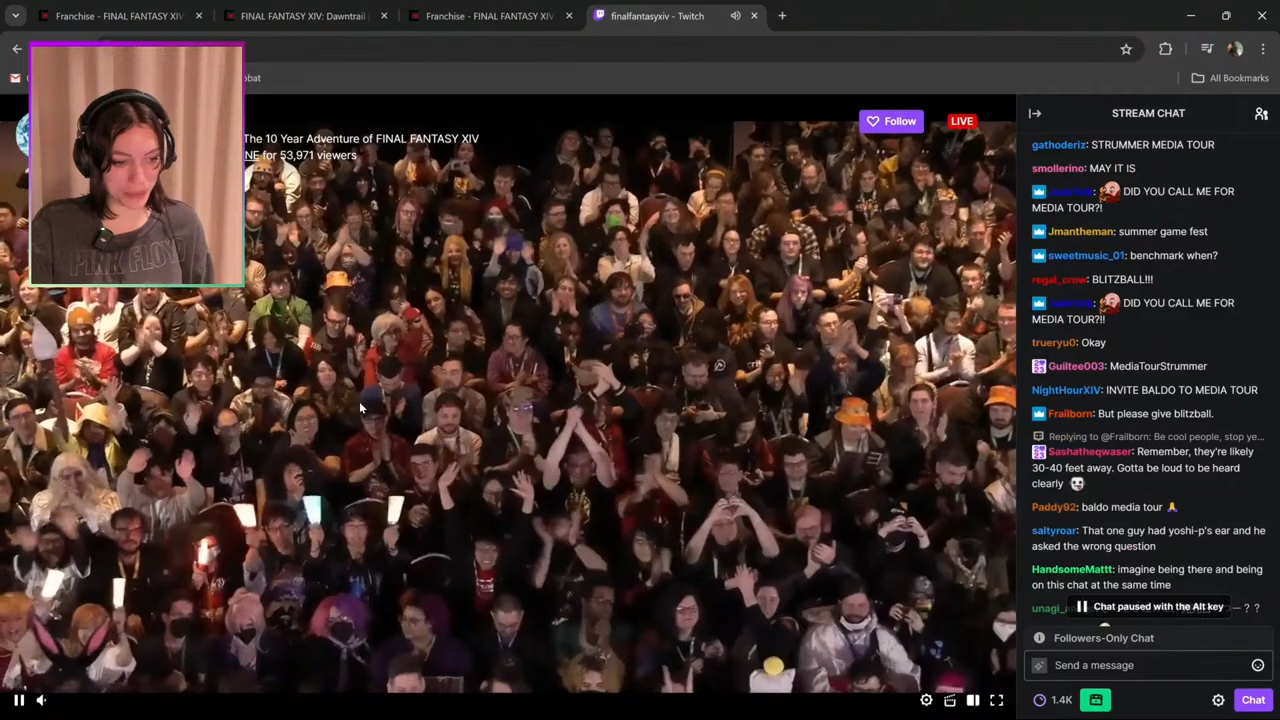 Franchise - FINAL FANTASY XIV
FINAL FANTASY XIV: Dawntrail
Franchise - FINAL FANTASY XIV
finalfantasyxiv - Twitch
All Bookmarks
PINK FLOYD
The 10 Year Adventure of FINAL FANTASY XIV
NE for 53,971 viewers
Follow
LIVE
STREAM CHAT
gathoderiz: STRUMMER MEDIA TOUR
smollerino: MAY IT IS
DID YOU CALL ME FOR
MEDIA TOUR?!
Jmantheman: summer game fest
sweetmusic_01: benchmark when?
regal_crow: BLITZBALL!!!
DID YOU CALL ME FOR
MEDIA TOUR?!!
trueryu0: Okay
Guiltee003: MediaTourStrummer
NightHourXIV: INVITE BALDO TO MEDIA TOUR
Frailborn: But please give blitzball.
Replying to @Frailborn: Be cool people, stop ye...
Sashatheqwaser: Remember, they're likely
30-40 feet away. Gotta be loud to be heard
clearly
Paddy92: baldo media tour
saltyroar: That one guy had yoshi-p's ear and he
asked the wrong question
HandsomeMattt: imagine being there and being
on this chat at the same time
Chat paused with the Alt key
Followers-Only Chat
Send a message
1.4K
Chat